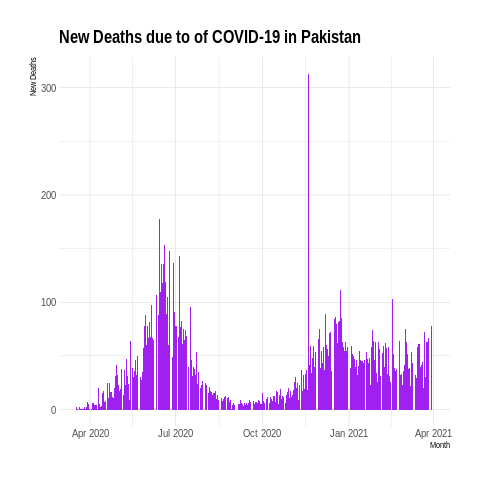 New Deaths due to of COVID-19 in Pakistan
New Deaths
300
200
100
0
Apr 2020 Jul 2020 Oct 2020 Jan 2021 Apr 2021
Month